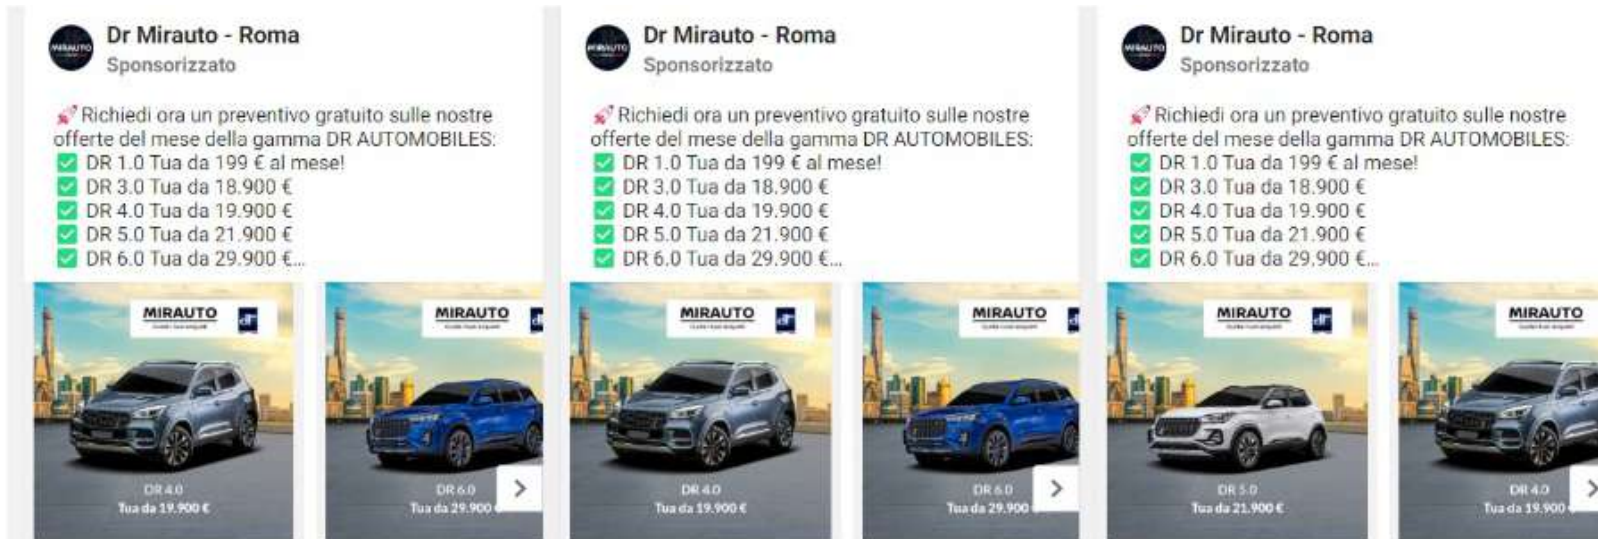 Dr Mirauto - Roma
Sponsorizzato
🚀 Richiedi ora un preventivo gratuito sulle nostre
offerte del mese della gamma DR AUTOMOBILES:
✅ DR 1.0 Tua da 199 € al mese!
✅ DR 3.0 Tua da 18.900 €
✅ DR 4.0 Tua da 19.900 €
✅ DR 5.0 Tua da 21.900 €
✅ DR 6.0 Tua da 29.900 €...
MIRAUTO
dr
DR 4.0
Tua da 19.900 €
MIRAUTO
DR 6.0
Tua da 29.900
Dr Mirauto - Roma
Sponsorizzato
🚀 Richiedi ora un preventivo gratuito sulle nostre
offerte del mese della gamma DR AUTOMOBILES:
✅ DR 1.0 Tua da 199 € al mese!
✅ DR 3.0 Tua da 18.900 €
✅ DR 4.0 Tua da 19.900 €
✅ DR 5.0 Tua da 21.900 €
✅ DR 6.0 Tua da 29.900 €...
MIRAUTO
dr
DR 4.0
Tua da 19.900 €
MIRAUTO
DR 6.0
Tua da 29.900
Dr Mirauto - Roma
Sponsorizzato
🚀 Richiedi ora un preventivo gratuito sulle nostre
offerte del mese della gamma DR AUTOMOBILES:
✅ DR 1.0 Tua da 199 € al mese!
✅ DR 3.0 Tua da 18.900 €
✅ DR 4.0 Tua da 19.900 €
✅ DR 5.0 Tua da 21.900 €
✅ DR 6.0 Tua da 29.900 €...
MIRAUTO
dr
DR 5.0
Tua da 21.900 €
MIRAUTO
DR 4.0
Tua da 19.900